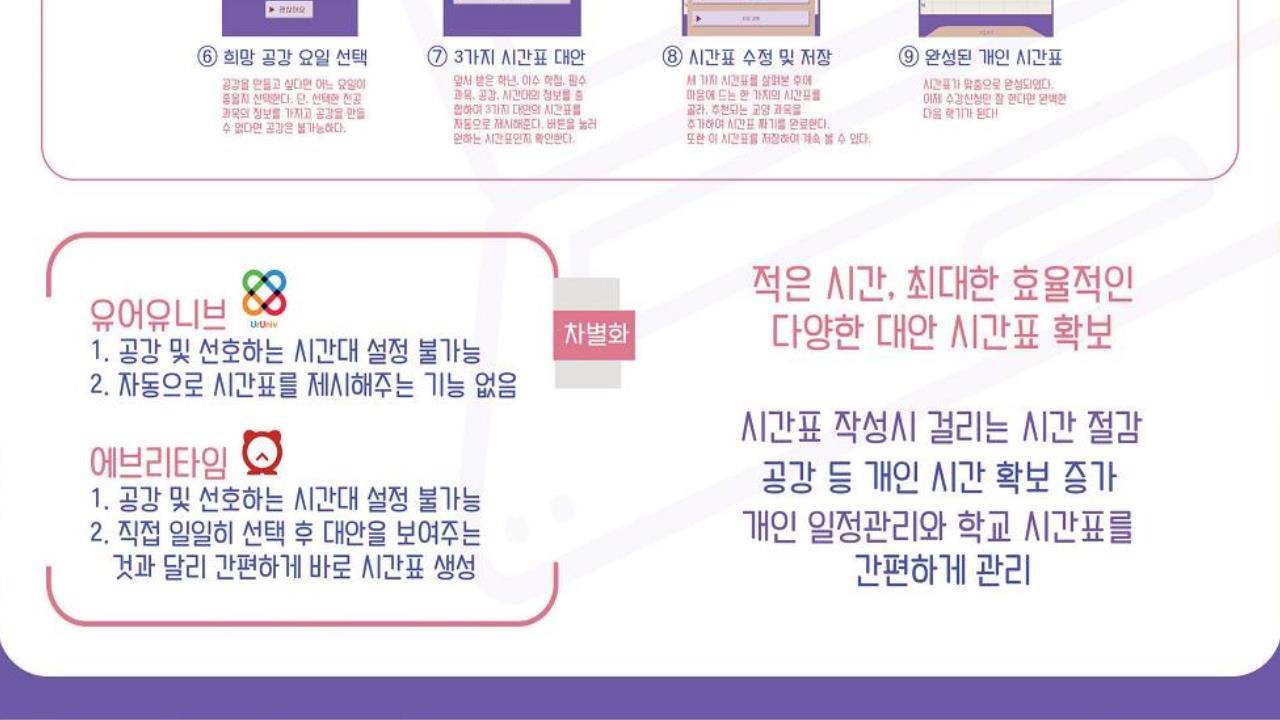 ▶ 괜찮아요
⑥ 희망 공강 요일 선택
공강을 만들고 싶다면 어느 요일이
좋을지 선택한다. 단, 선택한 전공
과목의 정보를 가지고 공강을 만들
수 없다면 공강은 불가능하다.
⑦ 3가지 시간표 대안
앞서 받은 학년, 이수 학점, 필수
과목, 공강, 시간대의 정보를 종
합하여 3가지 대안의 시간표를
자동으로 제시해준다. 버튼을 눌러
원하는 시간표인지 확인한다.
⑧ 시간표 수정 및 저장
세 가지 시간표를 살펴본 후에
마음에 드는 한 가지의 시간표를
골라, 추천되는 교양 과목을
추가하여 시간표 짜기를 완료한다.
또한 이 시간표를 저장하여 계속 볼 수 있다.
⑨ 완성된 개인 시간표
시간표가 맞춤으로 완성되었다.
이제 수강신청만 잘 한다면 완벽한
다음 학기가 된다!
유어유니브
UrUniv
1. 공강 및 선호하는 시간대 설정 불가능
2. 자동으로 시간표를 제시해주는 기능 없음
에브리타임
1. 공강 및 선호하는 시간대 설정 불가능
2. 직접 일일히 선택 후 대안을 보여주는
것과 달리 간편하게 바로 시간표 생성
차별화
적은 시간, 최대한 효율적인
다양한 대안 시간표 확보
시간표 작성시 걸리는 시간 절감
공강 등 개인 시간 확보 증가
개인 일정관리와 학교 시간표를
간편하게 관리